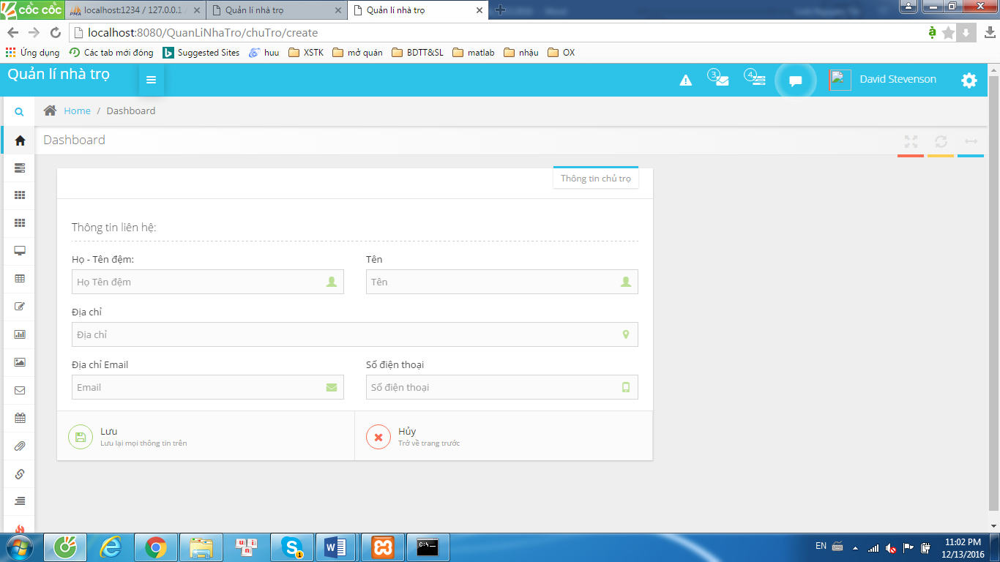 CỐC CỐC
localhost:1234 / 127.0.0.1
Quản lí nhà trọ
Quản lí nhà trọ
localhost:8080/QuanLiNhaTro/chuTro/create
Ứng dụng Các tab mới đóng Suggested Sites huu XSTK mở quán BDTT&SL matlab nhậu OX
Quản lí nhà trọ
3
4
David Stevenson
Home / Dashboard
Dashboard
Thông tin chủ trọ
Thông tin liên hệ:
Họ - Tên đệm: Tên
Họ Tên đệm Tên
Địa chỉ
Địa chỉ
Địa chỉ Email Số điện thoại
Email Số điện thoại
Lưu Hủy
Lưu lại mọi thông tin trên Trở về trang trước
EN
11:02 PM
12/13/2016